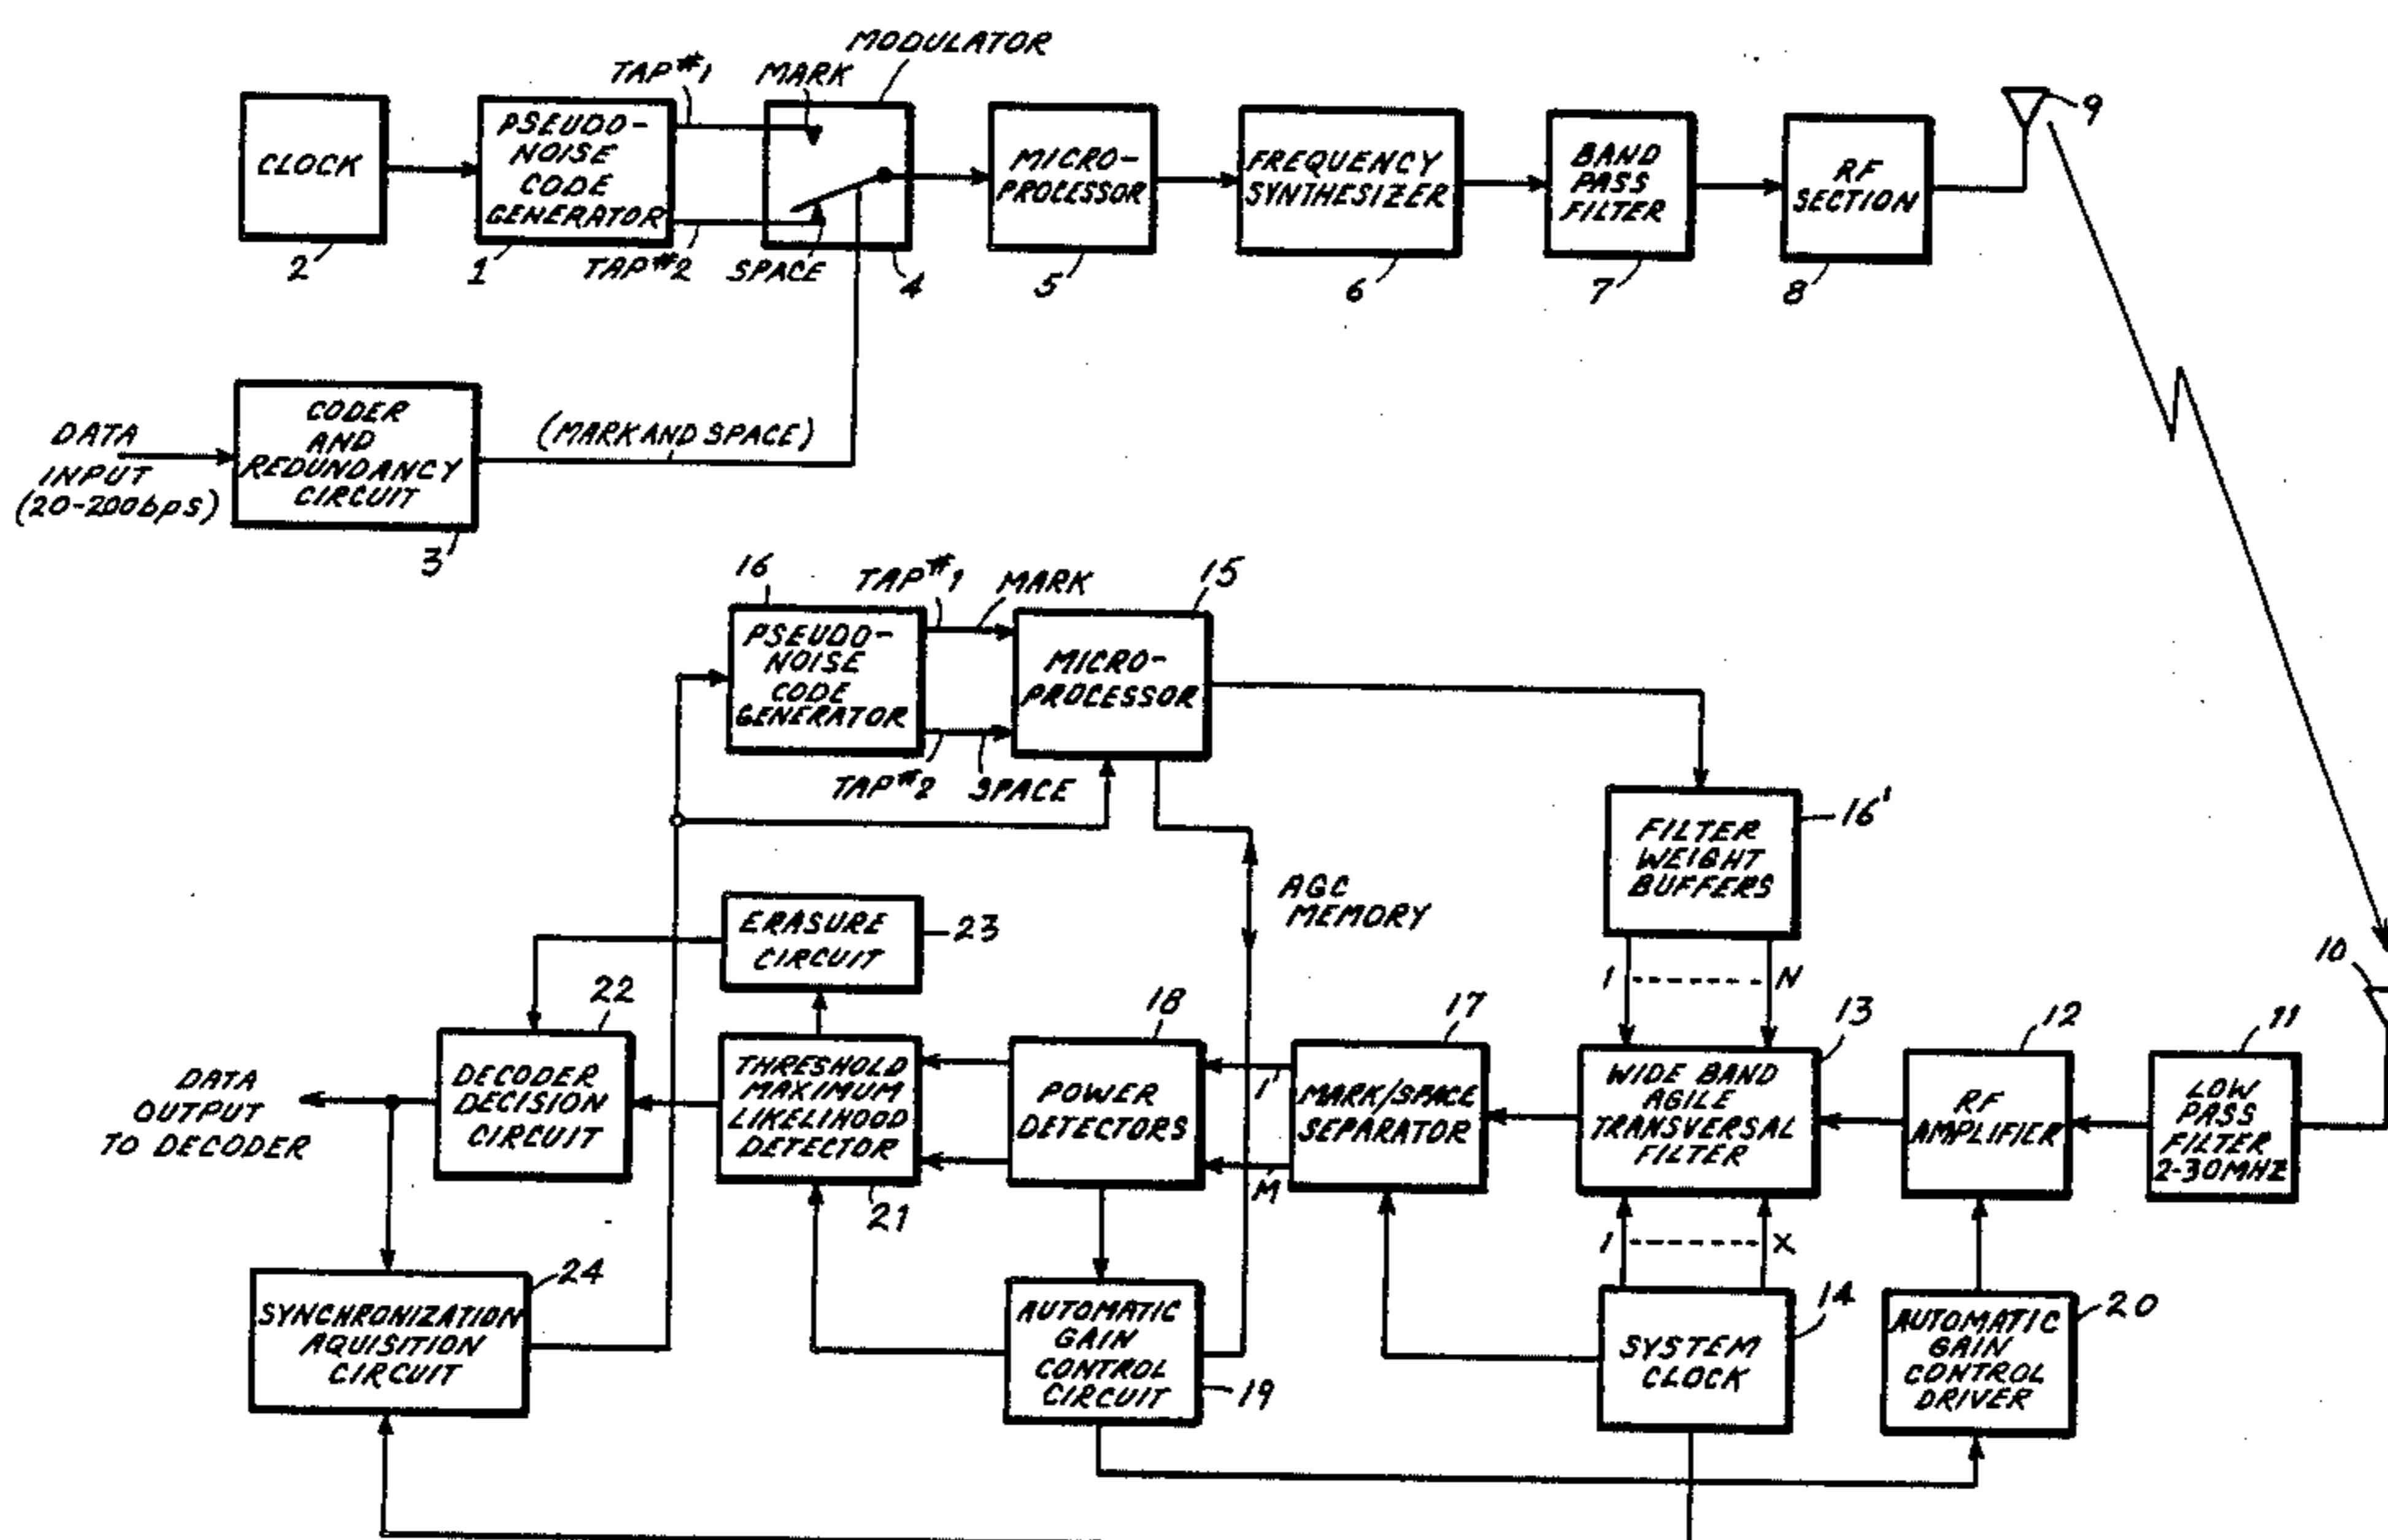 MODULATOR
TAP #1
MARK
CLOCK
2
PSEUDO-
NOISE
CODE
GENERATOR
1
TAP #2
SPACE
4
MICRO-
PROCESSOR
5
FREQUENCY
SYNTHESIZER
6
BAND
PASS
FILTER
7
RF
SECTION
8
9
DATA
INPUT
(20-200bps)
CODER
AND
REDUNDANCY
CIRCUIT
3
(MARK AND SPACE)
16
PSEUDO-
NOISE
CODE
GENERATOR
TAP #1
MARK
TAP #2
SPACE
15
MICRO-
PROCESSOR
FILTER
WEIGHT
BUFFERS
16'
AGC
MEMORY
ERASURE
CIRCUIT
23
1
N
10
22
DECODER
DECISION
CIRCUIT
DATA
OUTPUT
TO DECODER
THRESHOLD
MAXIMUM
LIKELIHOOD
DETECTOR
21
18
POWER
DETECTORS
1'
M
17
MARK/SPACE
SEPARATOR
13
WIDE BAND
AGILE
TRANSVERSAL
FILTER
12
RF
AMPLIFIER
11
LOW
PASS
FILTER
2-30MHZ
1
X
24
SYNCHRONIZATION
AQUISITION
CIRCUIT
AUTOMATIC
GAIN
CONTROL
CIRCUIT
19
14
SYSTEM
CLOCK
20
AUTOMATIC
GAIN
CONTROL
DRIVER